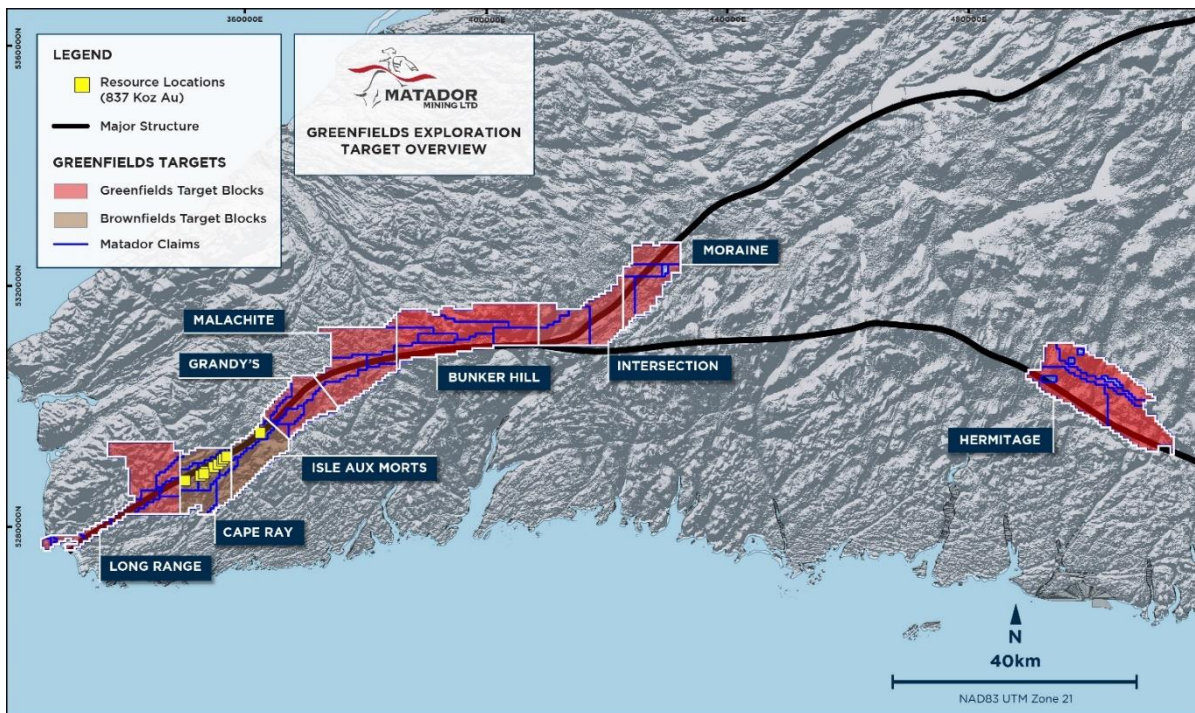 360000E
400000E
440000E
480000E
5360000N
5320000N
5280000N
LEGEND
Resource Locations
(837 Koz Au)
Major Structure
GREENFIELDS TARGETS
Greenfields Target Blocks
Brownfields Target Blocks
Matador Claims
MATADOR
MINING LTD
GREENFIELDS EXPLORATION
TARGET OVERVIEW
MORAINE
MALACHITE
GRANDY'S
BUNKER HILL
INTERSECTION
HERMITAGE
ISLE AUX MORTS
CAPE RAY
LONG RANGE
N
40km
NAD83 UTM Zone 21